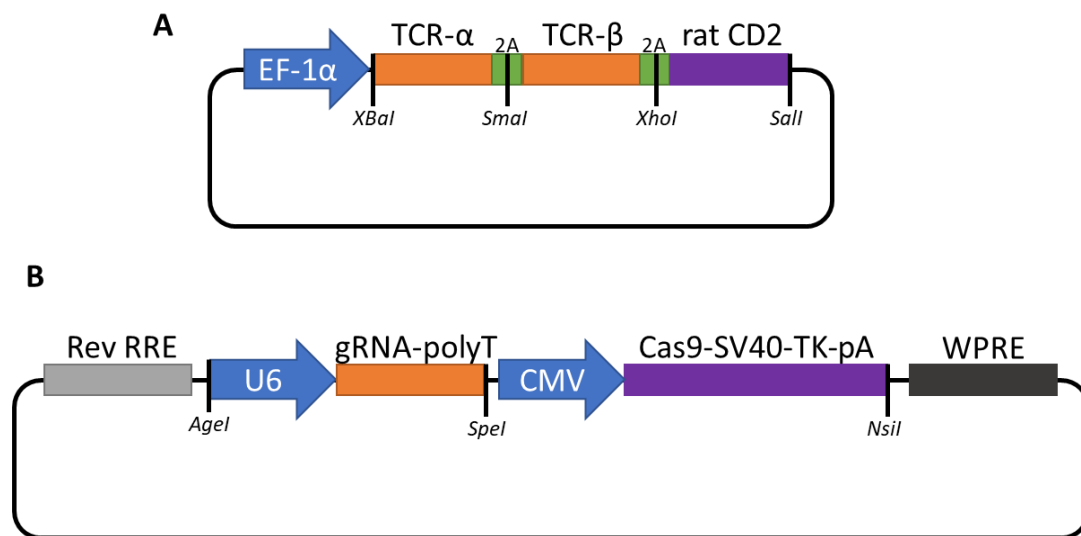 A
TCR-α 2A TCR-β 2A rat CD2
EF-1α
XBaI SmaI XhoI SalI
B
Rev RRE gRNA-polyT Cas9-SV40-TK-pA WPRE
U6 CMV
AgeI SpeI NsiI